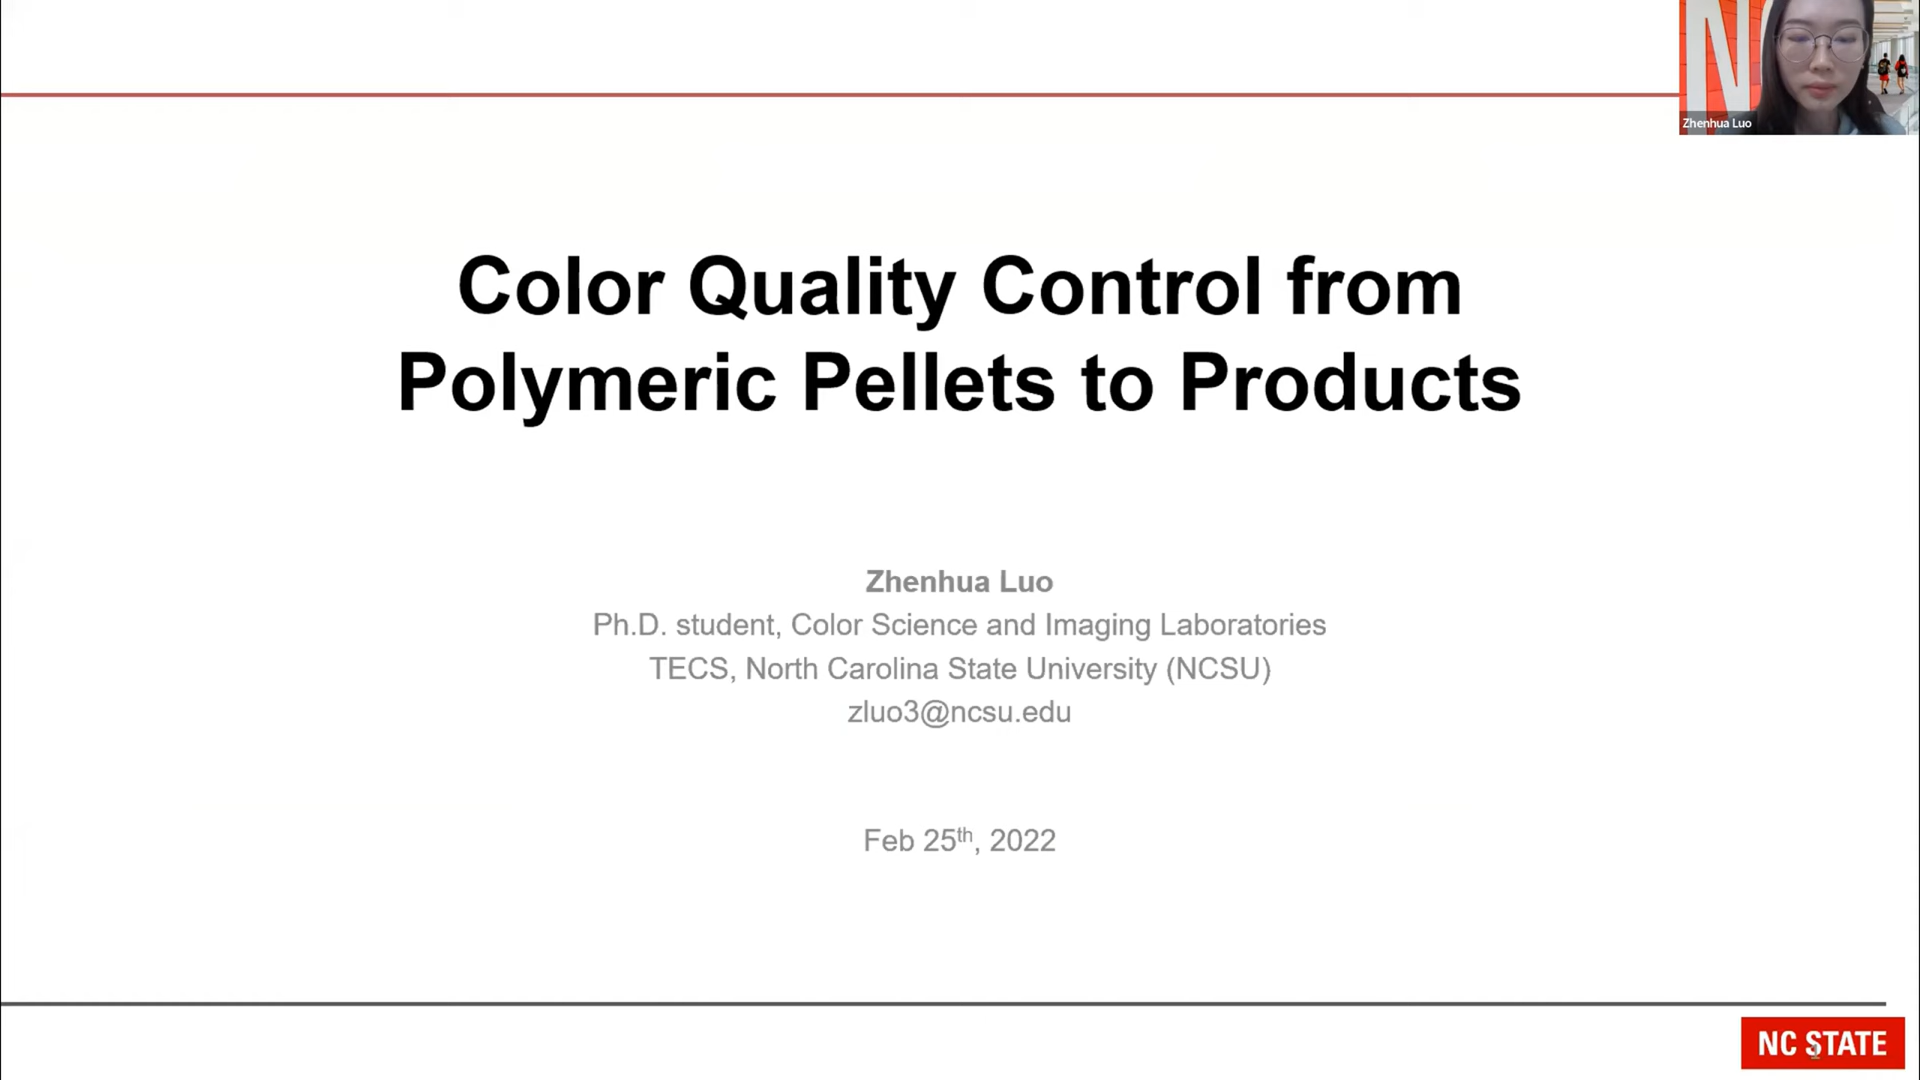 N
Zhenhua Luo
Color Quality Control from
Polymeric Pellets to Products
Zhenhua Luo
Ph.D. student, Color Science and Imaging Laboratories
TECS, North Carolina State University (NCSU)
zluo3@ncsu.edu
Feb 25th, 2022
NC STATE
1